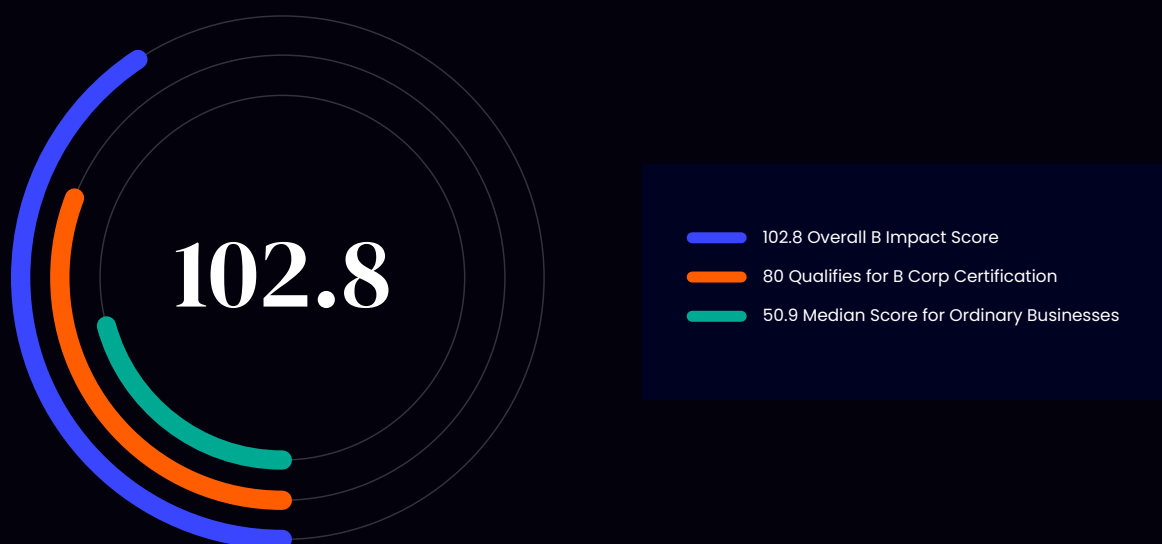 102.8
102.8 Overall B Impact Score
80 Qualifies for B Corp Certification
50.9 Median Score for Ordinary Businesses